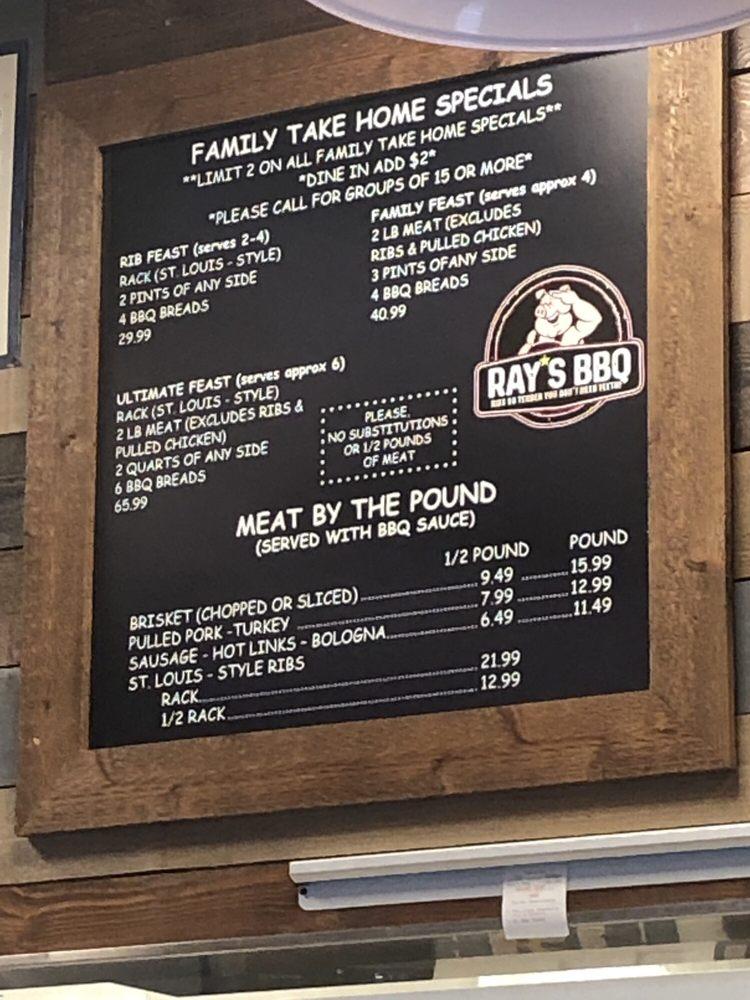 FAMILY TAKE HOME SPECIALS
**LIMIT 2 ON ALL FAMILY TAKE HOME SPECIALS**
*DINE IN ADD $2*
*PLEASE CALL FOR GROUPS OF 15 OR MORE*
RIB FEAST (serves 2-4)
RACK (ST. LOUIS - STYLE)
2 PINTS OF ANY SIDE
4 BBQ BREADS
29.99
FAMILY FEAST (serves approx 4)
2 LB MEAT (EXCLUDES
RIBS & PULLED CHICKEN)
3 PINTS OFANY SIDE
4 BBQ BREADS
40.99
RAY'S BBQ
RIBS SO TENDER YOU DON'T NEED TEETH!
ULTIMATE FEAST (serves approx 6)
RACK (ST. LOUIS - STYLE)
2 LB MEAT (EXCLUDES RIBS &
PULLED CHICKEN)
2 QUARTS OF ANY SIDE
6 BBQ BREADS
65.99
PLEASE,
NO SUBSTITUTIONS
OR 1/2 POUNDS
OF MEAT
MEAT BY THE POUND
(SERVED WITH BBQ SAUCE)
1/2 POUND POUND
BRISKET (CHOPPED OR SLICED) 9.49 15.99
PULLED PORK -TURKEY 7.99 12.99
SAUSAGE - HOT LINKS - BOLOGNA 6.49 11.49
ST. LOUIS - STYLE RIBS
RACK 21.99
1/2 RACK 12.99